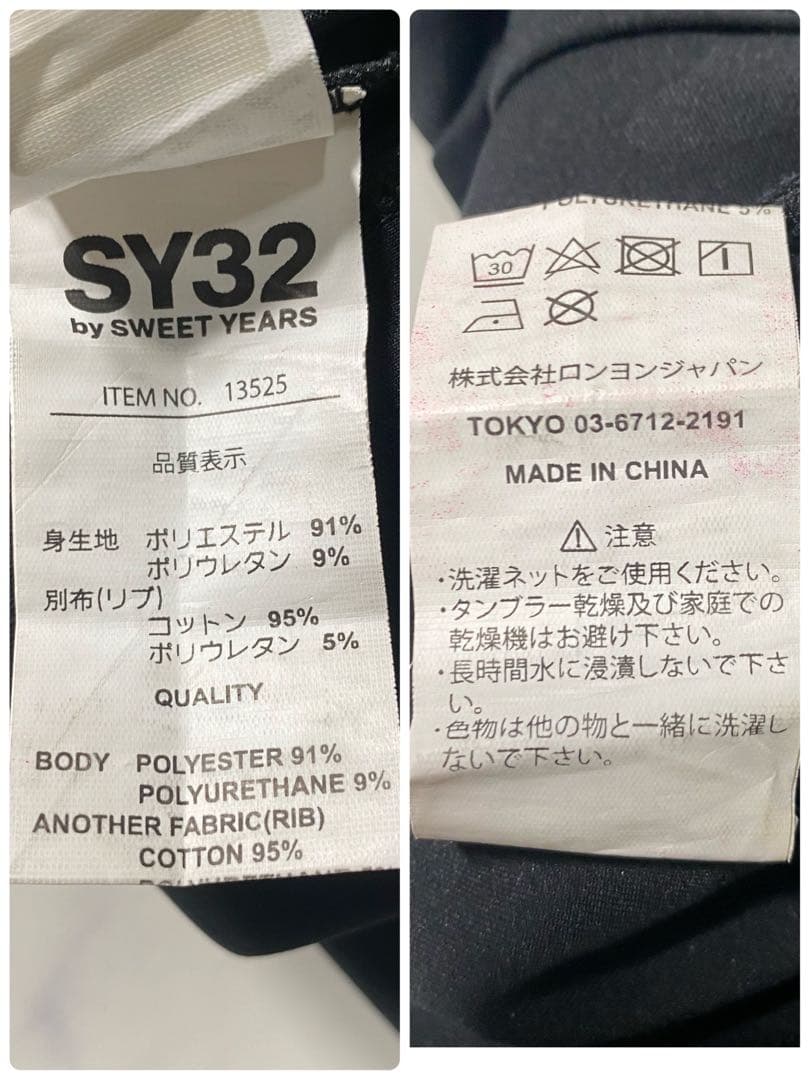 SY32
by SWEET YEARS
ITEM NO. 13525
品質表示
身生地 ポリエステル 91%
ポリウレタン 9%
別布(リブ)
コットン 95%
ポリウレタン 5%
QUALITY
BODY POLYESTER 91%
POLYURETHANE 9%
ANOTHER FABRIC(RIB)
COTTON 95%
POLYURETHANE 5%
30
株式会社ロンヨンジャパン
TOKYO 03-6712-2191
MADE IN CHINA
⚠ 注意
・洗濯ネットをご使用ください。
・タンブラー乾燥及び家庭での
乾燥機はお避け下さい。
・長時間水に浸漬しないで下さ
い。
・色物は他の物と一緒に洗濯し
ないで下さい。